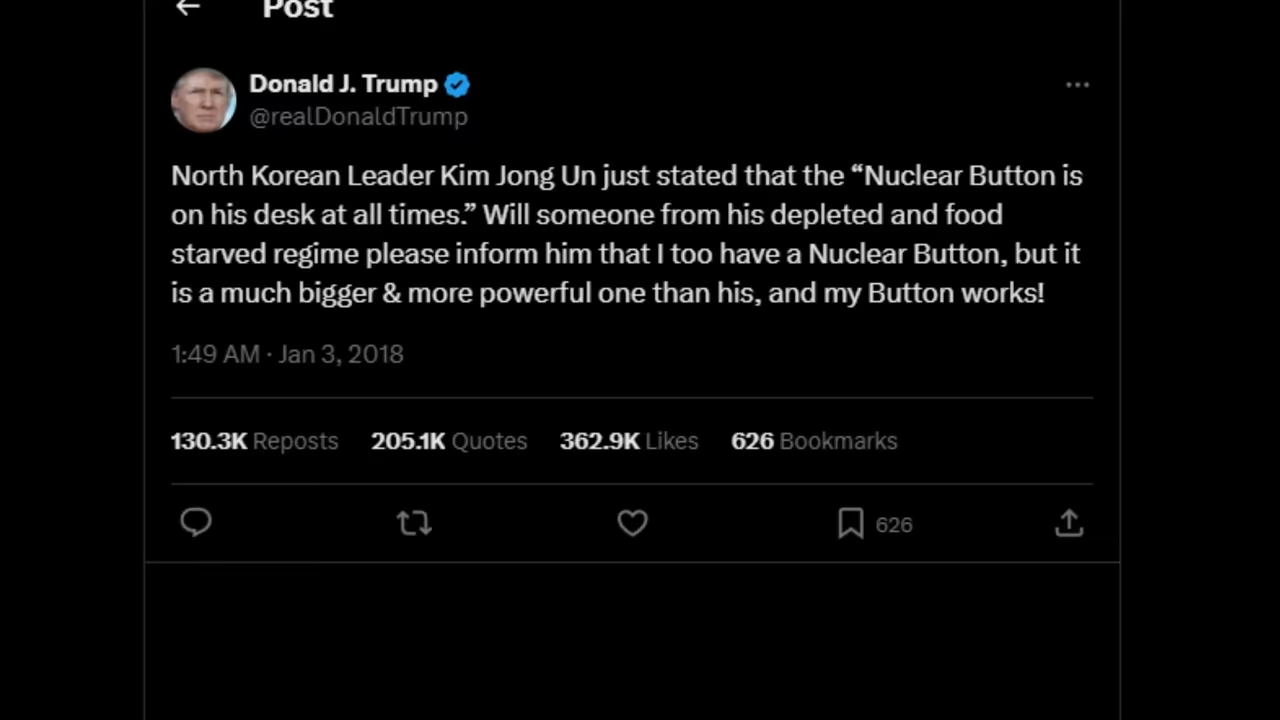 Post
Donald J. Trump
@realDonaldTrump
North Korean Leader Kim Jong Un just stated that the “Nuclear Button is
on his desk at all times.” Will someone from his depleted and food
starved regime please inform him that I too have a Nuclear Button, but it
is a much bigger & more powerful one than his, and my Button works!
1:49 AM · Jan 3, 2018
130.3K Reposts 205.1K Quotes 362.9K Likes 626 Bookmarks
626